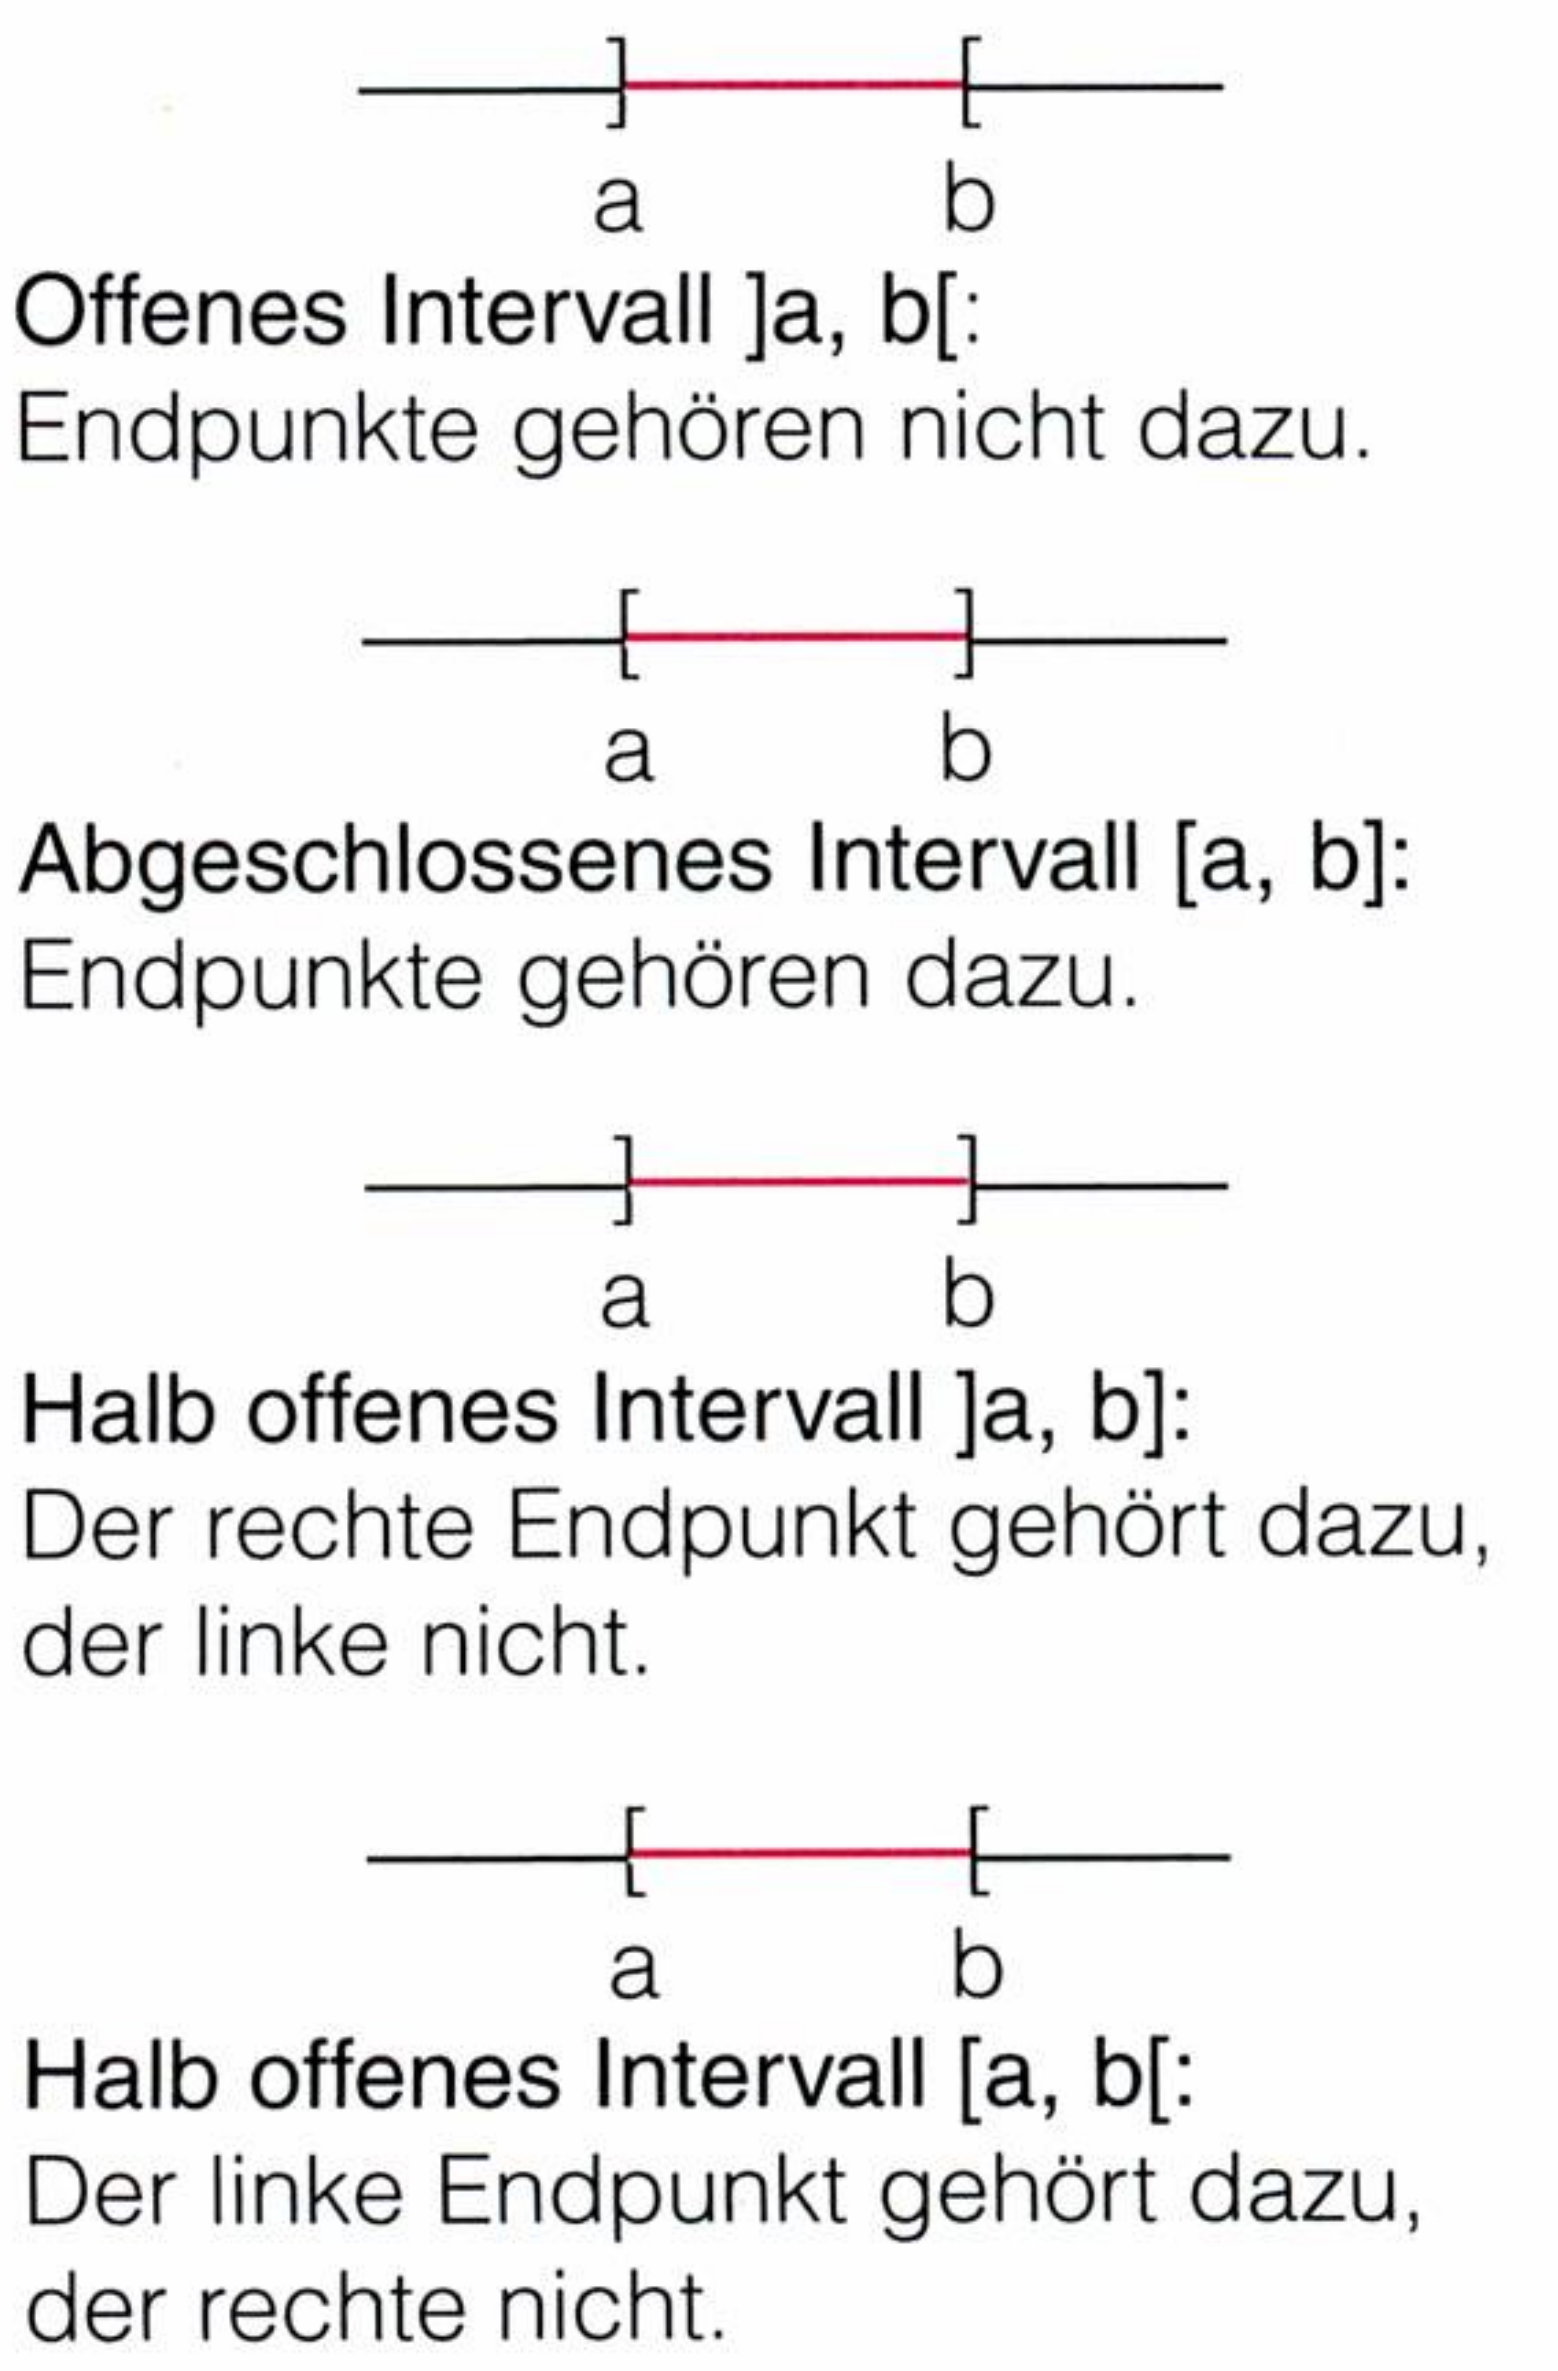 ] [
a b
Offenes Intervall ]a, b[:
Endpunkte gehören nicht dazu.
[ ]
a b
Abgeschlossenes Intervall [a, b]:
Endpunkte gehören dazu.
] ]
a b
Halb offenes Intervall ]a, b]:
Der rechte Endpunkt gehört dazu,
der linke nicht.
[ [
a b
Halb offenes Intervall [a, b[:
Der linke Endpunkt gehört dazu,
der rechte nicht.